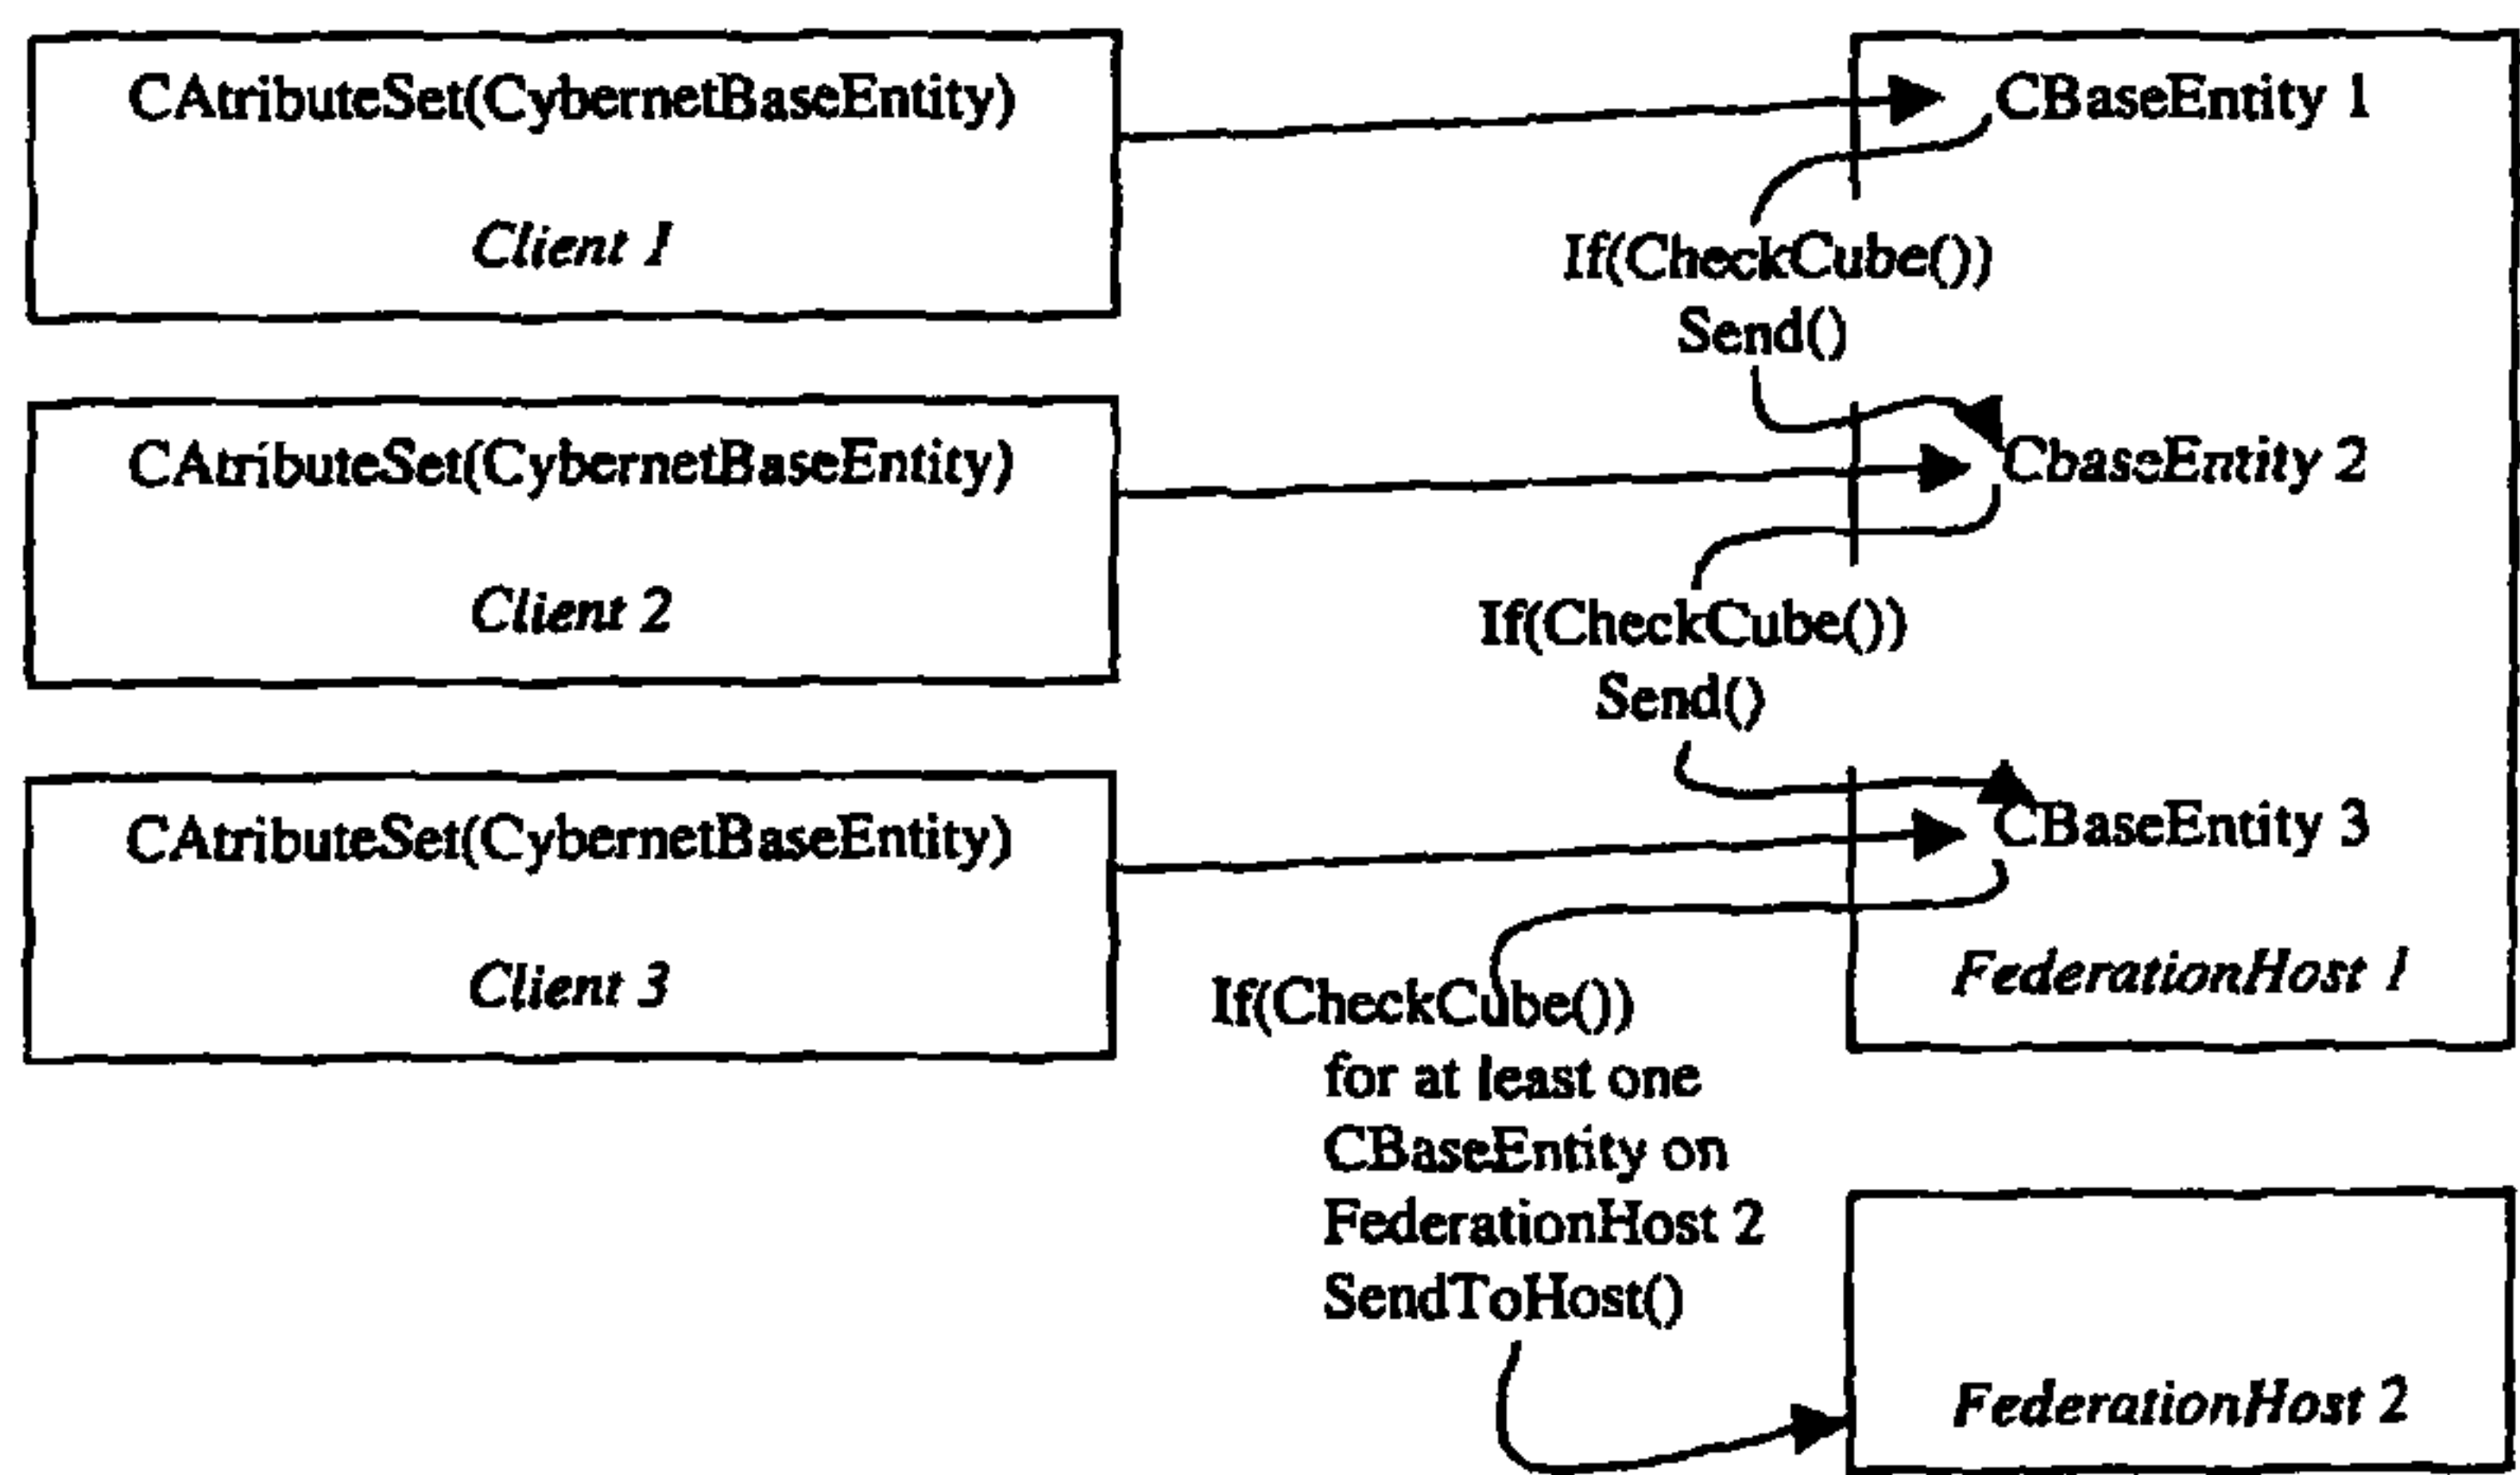 CAtributeSet(CybernetBaseEntity)
Client 1
CBaseEntity 1
If(CheckCube())
Send()
CAtributeSet(CybernetBaseEntity)
Client 2
CbaseEntity 2
If(CheckCube())
Send()
CAtributeSet(CybernetBaseEntity)
Client 3
CBaseEntity 3
FederationHost 1
If(CheckCube())
for at least one
CBaseEntity on
FederationHost 2
SendToHost()
FederationHost 2